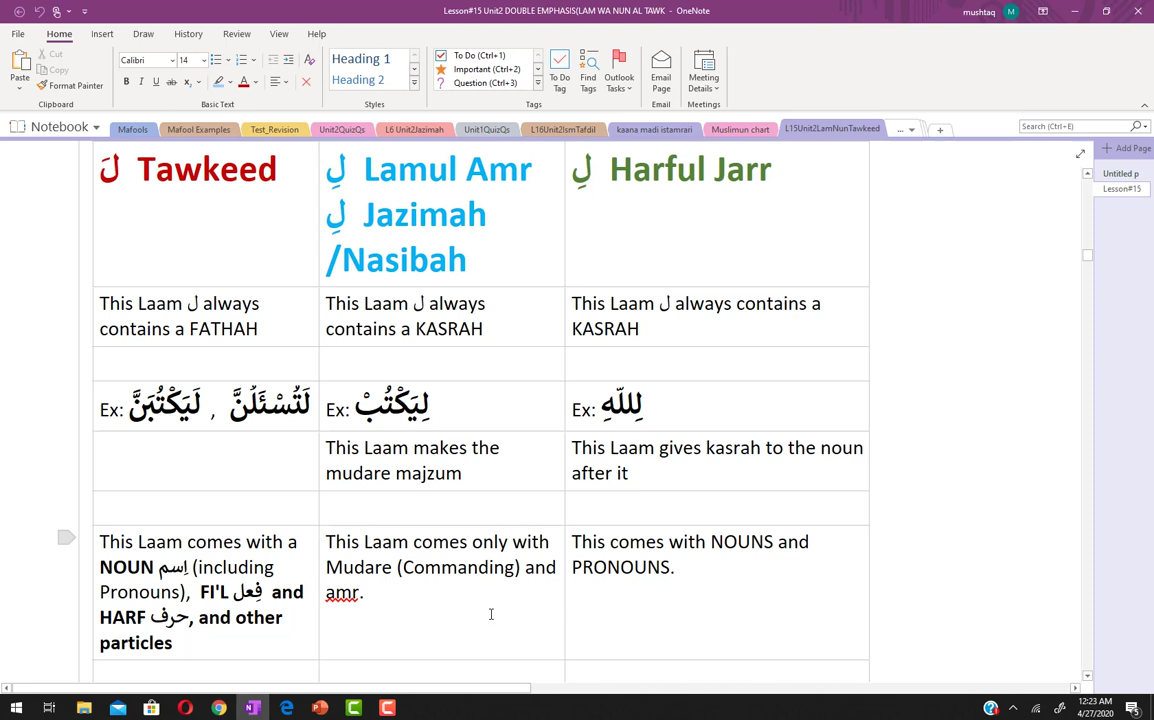 Lesson#15 Unit2 DOUBLE EMPHASIS(LAM WA NUN AL TAWK - OneNote
mushtaq M
File Home Insert Draw History Review View Help
Paste
Cut
Copy
Format Painter
Clipboard
Calibri 14
B I U ab
Basic Text
Heading 1
Heading 2
Styles
To Do (Ctrl+1)
Important (Ctrl+2)
Question (Ctrl+3)
To Do Tag
Find Tags
Outlook Tasks
Tags
Email Page
Email
Meeting Details
Meetings
Notebook
Mafools Mafool Examples Test_Revision Unit2QuizQs L6 Unit2Jazimah Unit1QuizQs L16Unit2IsmTafdil kaana madi istamrari Muslimun chart L15Unit2LamNunTawkeed ...
Search (Ctrl+E)
Add Page
Untitled p
Lesson#15
لَ Tawkeed
لِ Lamul Amr
لِ Jazimah
/Nasibah
لِ Harful Jarr
This Laam ل always
contains a FATHAH
This Laam ل always
contains a KASRAH
This Laam ل always contains a
KASRAH
Ex: لَتُسْئَلُنَّ , لَيَكْتُبَنَّ
Ex: لِيَكْتُبْ
Ex: لِلّهِ
This Laam makes the
mudare majzum
This Laam gives kasrah to the noun
after it
This Laam comes with a
NOUN اِسم (including
Pronouns), FI'L فِعل and
HARF حرف, and other
particles
This Laam comes only with
Mudare (Commanding) and
amr.
This comes with NOUNS and
PRONOUNS.
12:23 AM
4/27/2020
5